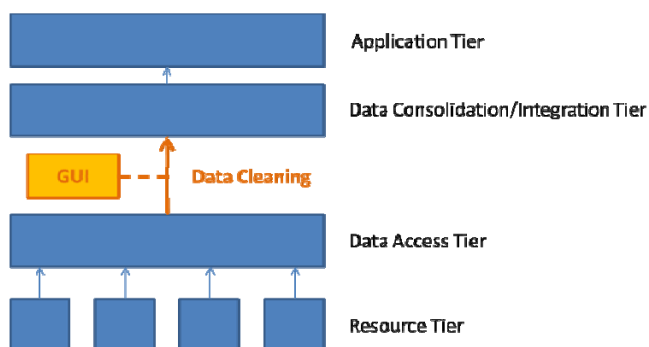 Application Tier
Data Consolidation/Integration Tier
GUI
Data Cleaning
Data Access Tier
Resource Tier